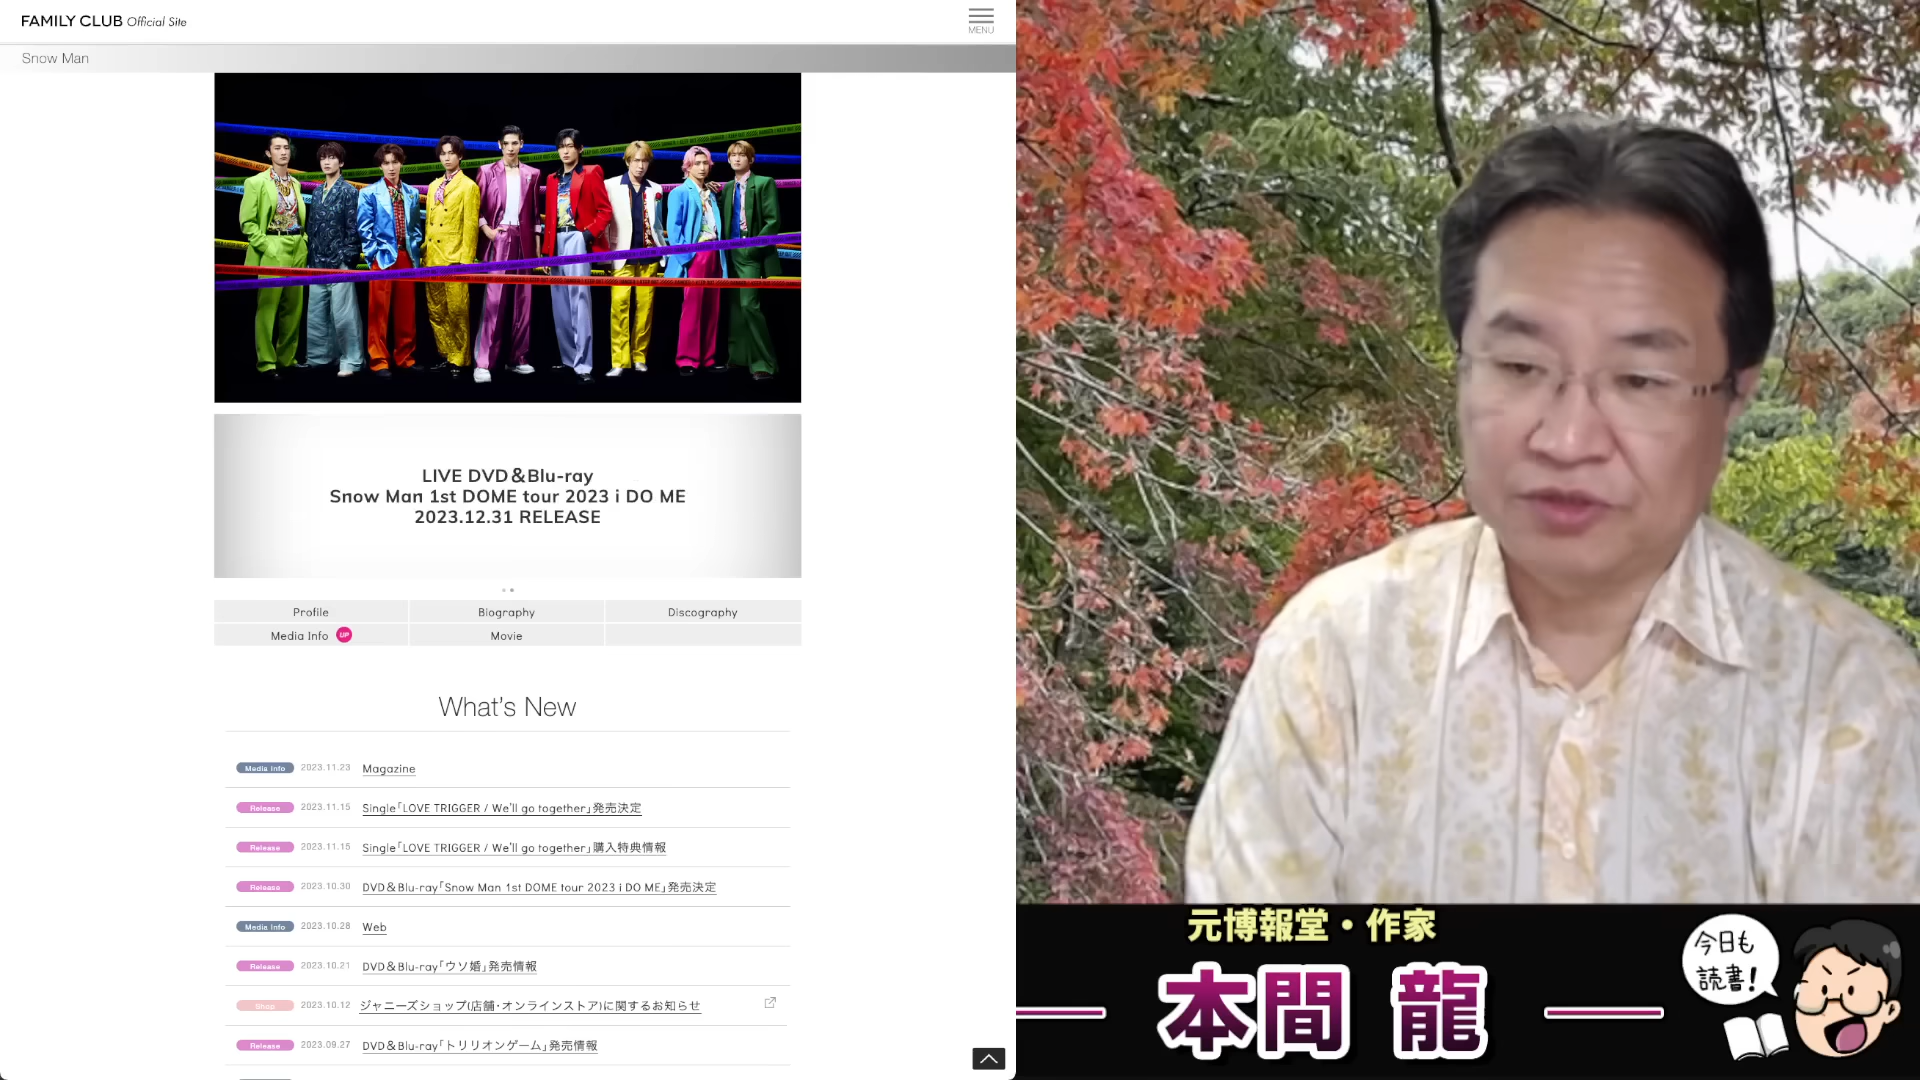 FAMILY CLUB Official Site
MENU
Snow Man
LIVE DVD&Blu-ray
Snow Man 1st DOME tour 2023 i DO ME
2023.12.31 RELEASE
Profile
Biography
Discography
Media Info UP
Movie
What's New
Media Info 2023.11.23 Magazine
Release 2023.11.15 Single「LOVE TRIGGER / We'll go together」発売決定
Release 2023.11.15 Single「LOVE TRIGGER / We'll go together」購入特典情報
Release 2023.10.30 DVD&Blu-ray「Snow Man 1st DOME tour 2023 i DO ME」発売決定
Media Info 2023.10.28 Web
Release 2023.10.21 DVD&Blu-ray「ウソ婚」発売情報
Shop 2023.10.12 ジャニーズショップ(店舗・オンラインストア)に関するお知らせ
Release 2023.09.27 DVD&Blu-ray「トリリオンゲーム」発売情報
元博報堂・作家
本間 龍
今日も
読書!